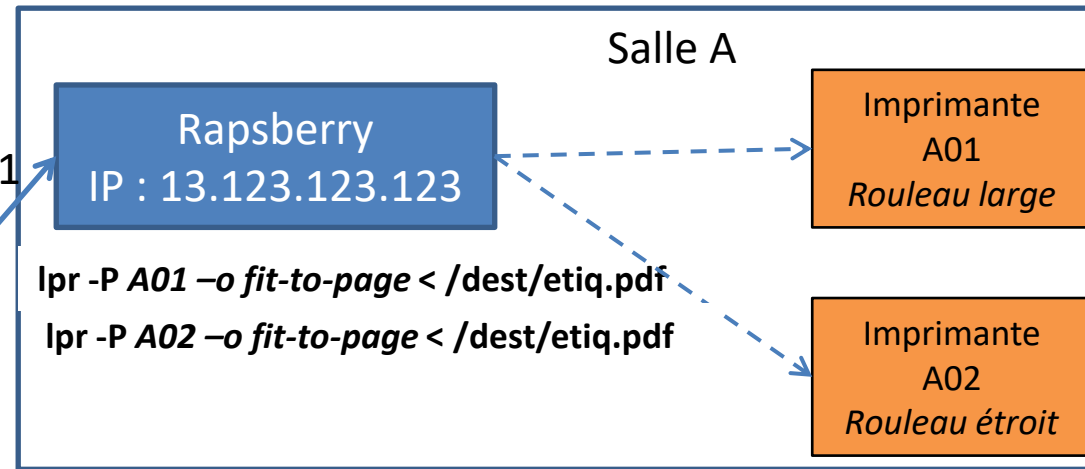 Salle A
1
Rapsberry
IP : 13.123.123.123
Imprimante
A01
Rouleau large
lpr -P A01 –o fit-to-page < /dest/etiq.pdf
lpr -P A02 –o fit-to-page < /dest/etiq.pdf
Imprimante
A02
Rouleau étroit